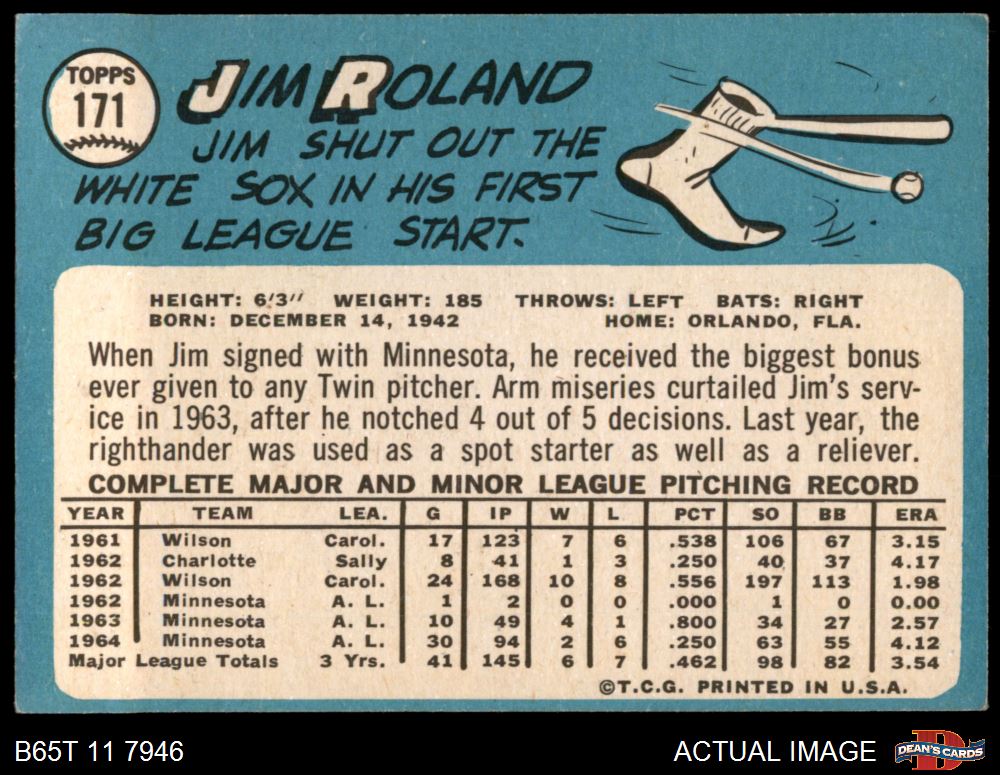 TOPPS
171
JIM ROLAND
JIM SHUT OUT THE
WHITE SOX IN HIS FIRST
BIG LEAGUE START.
HEIGHT: 6'3" WEIGHT: 185 THROWS: LEFT BATS: RIGHT
BORN: DECEMBER 14, 1942 HOME: ORLANDO, FLA.
When Jim signed with Minnesota, he received the biggest bonus
ever given to any Twin pitcher. Arm miseries curtailed Jim's serv-
ice in 1963, after he notched 4 out of 5 decisions. Last year, the
righthander was used as a spot starter as well as a reliever.
COMPLETE MAJOR AND MINOR LEAGUE PITCHING RECORD
YEAR TEAM LEA. G IP W L PCT SO BB ERA
1961 Wilson Carol. 17 123 7 6 .538 106 67 3.15
1962 Charlotte Sally 8 41 1 3 .250 40 37 4.17
1962 Wilson Carol. 24 168 10 8 .556 197 113 1.98
1962 Minnesota A. L. 1 2 0 0 .000 1 0 0.00
1963 Minnesota A. L. 10 49 4 1 .800 34 27 2.57
1964 Minnesota A. L. 30 94 2 6 .250 63 55 4.12
Major League Totals 3 Yrs. 41 145 6 7 .462 98 82 3.54
©T.C.G. PRINTED IN U.S.A.
B65T 11 7946 ACTUAL IMAGE DEAN'S CARDS